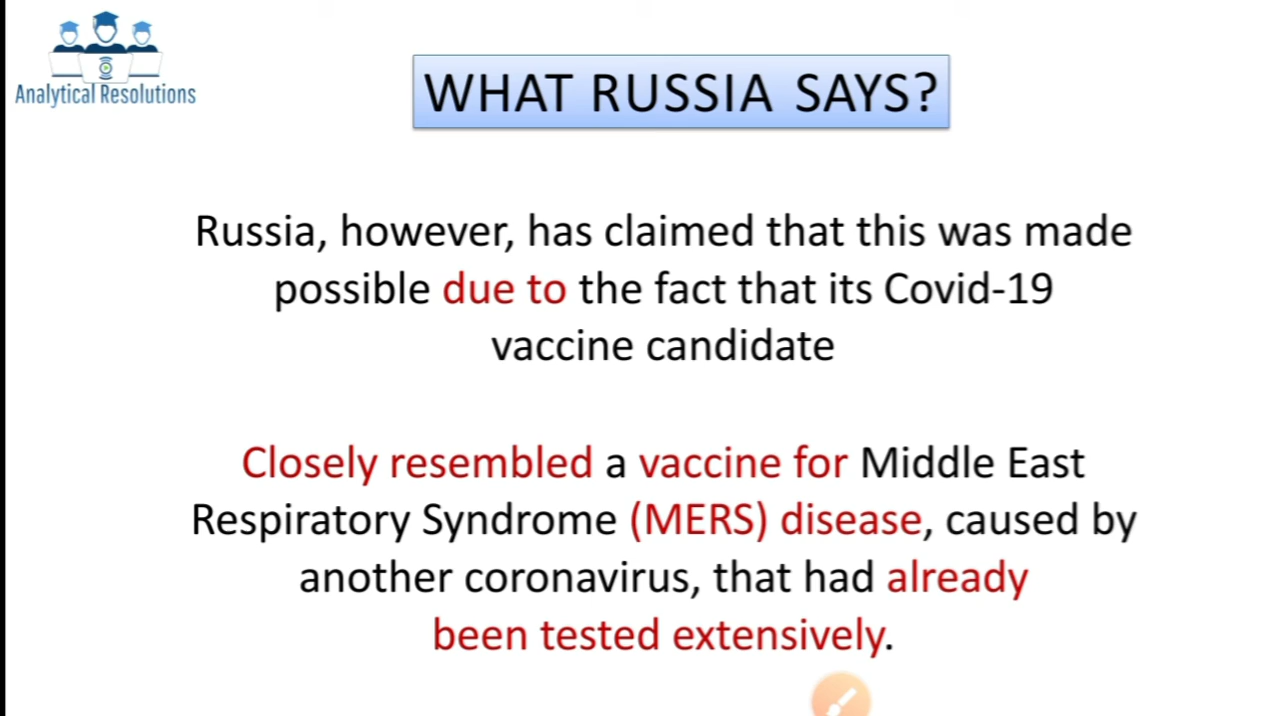 Analytical Resolutions
WHAT RUSSIA SAYS?
Russia, however, has claimed that this was made
possible due to the fact that its Covid-19
vaccine candidate
Closely resembled a vaccine for Middle East
Respiratory Syndrome (MERS) disease, caused by
another coronavirus, that had already
been tested extensively.